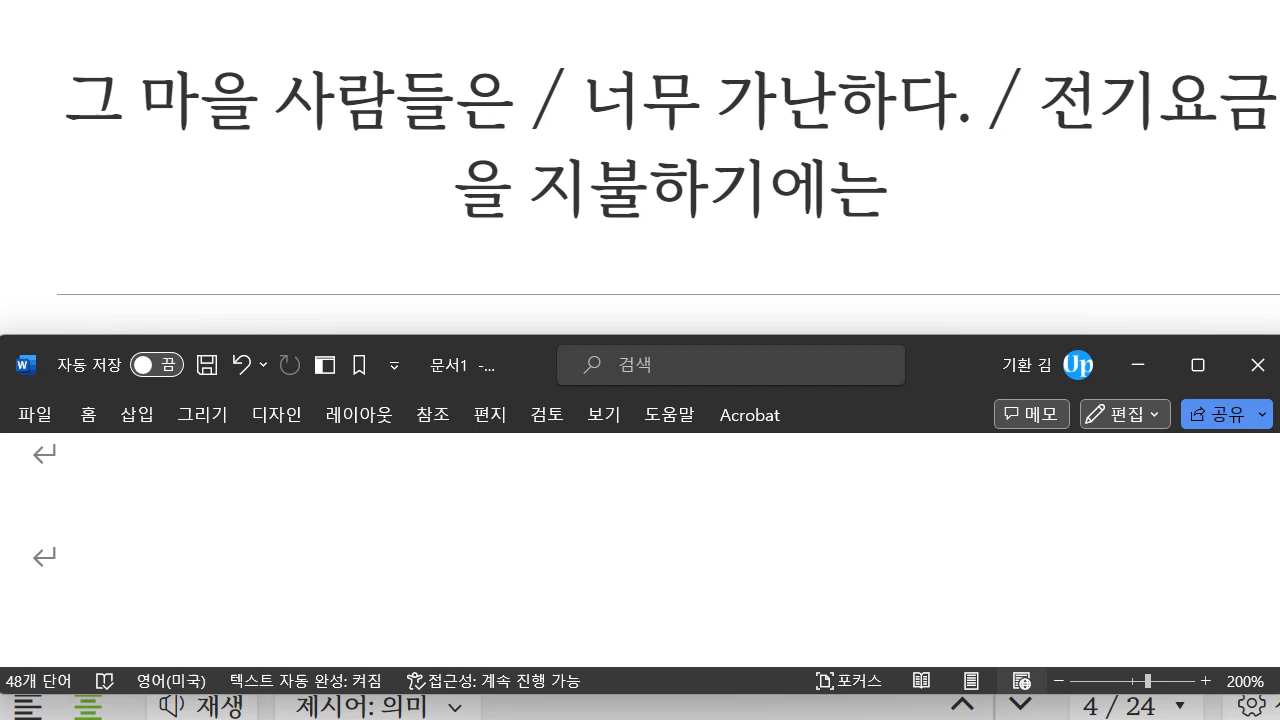 그 마을 사람들은 / 너무 가난하다. / 전기요금
을 지불하기에는
자동 저장 끔 문서1 -... 검색 기환 김 Up
파일 홈 삽입 그리기 디자인 레이아웃 참조 편지 검토 보기 도움말 Acrobat 메모 편집 공유
48개 단어 영어(미국) 텍스트 자동 완성: 켜짐 접근성: 계속 진행 가능 포커스 200%
재생 제시어: 의미 4 / 24